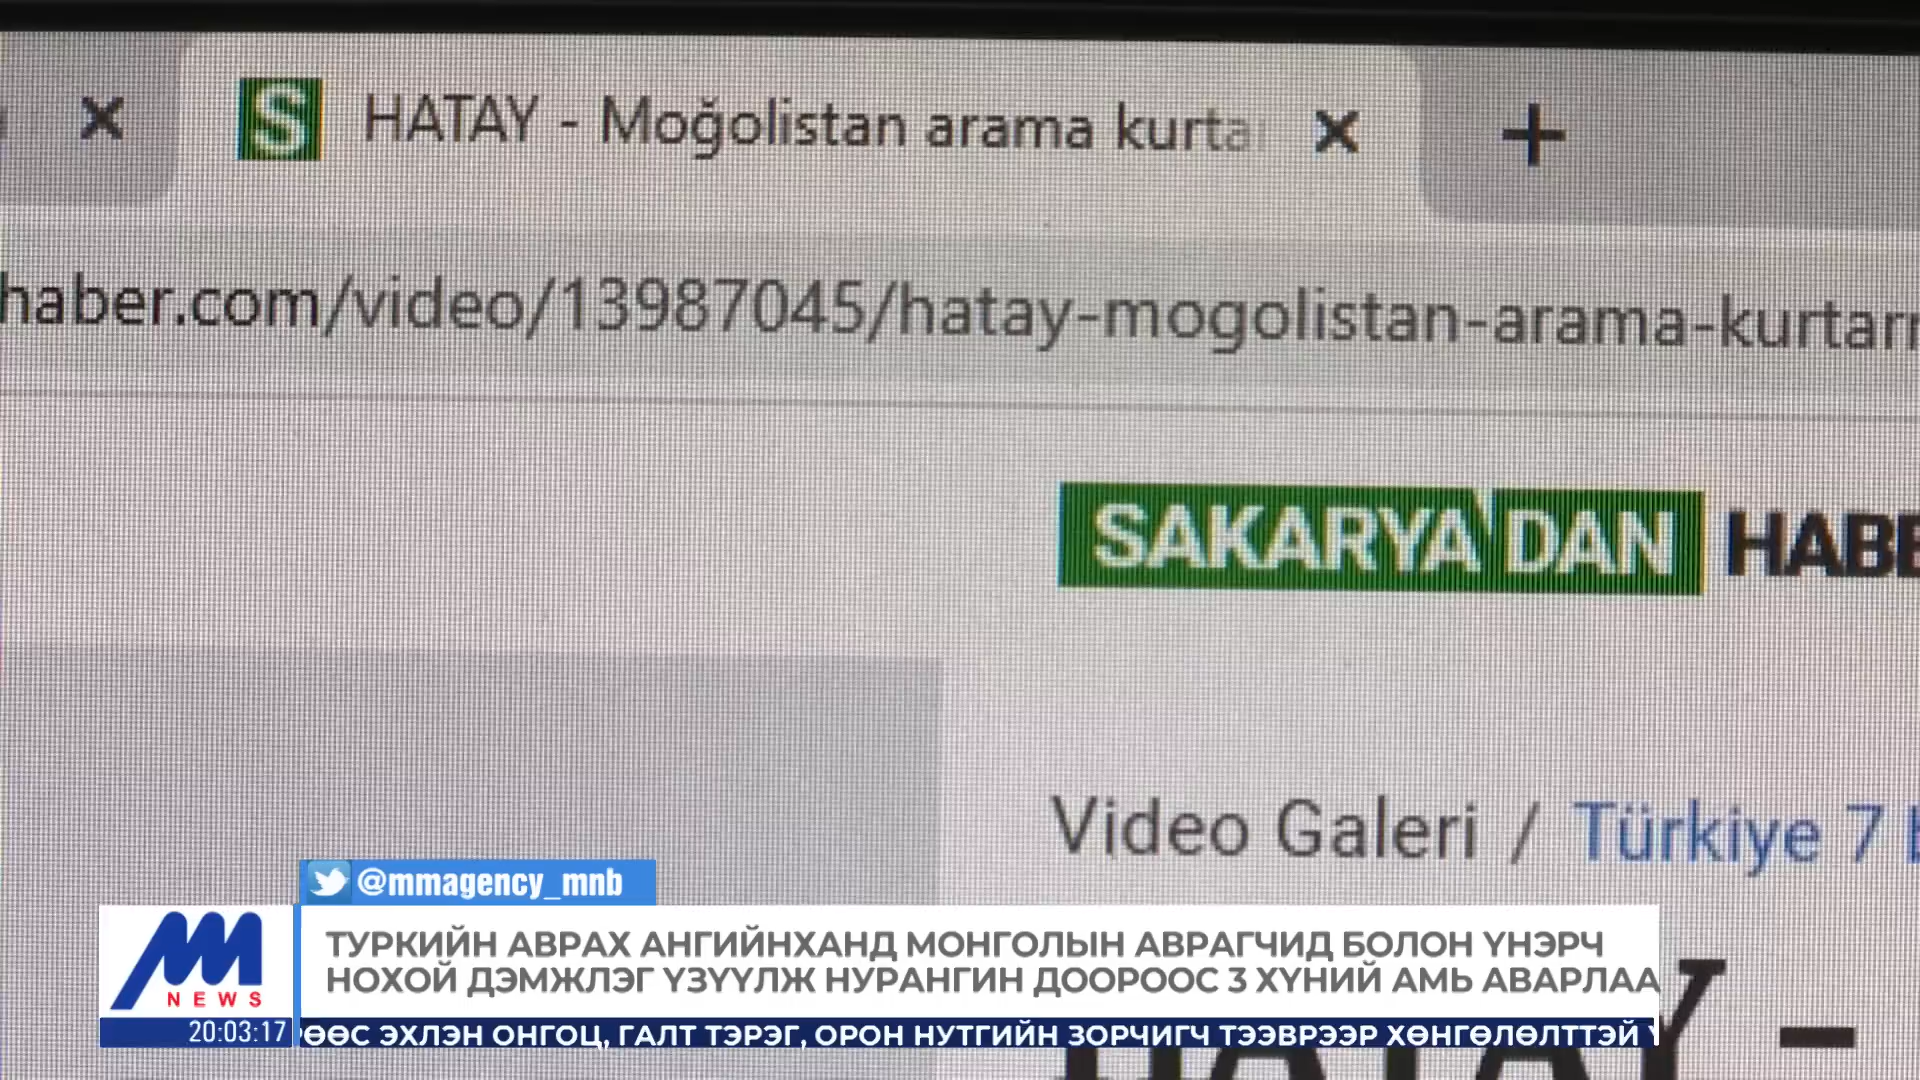 HATAY - Moğolistan arama kurta
haber.com/video/13987045/hatay-mogolistan-arama-kurtar
SAKARYA'DAN HABE
Video Galeri / Türkiye 7 b
@mmagency_mnb
ТУРКИЙН АВРАХ АНГИЙНХАНД МОНГОЛЫН АВРАГЧИД БОЛОН ҮНЭРЧ
НОХОЙ ДЭМЖЛЭГ ҮЗҮҮЛЖ НУРАНГИН ДООРООС 3 ХҮНИЙ АМЬ АВАРЛАА
HATAY -
NEWS
20:03:17
РӨӨС ЭХЛЭН ОНГОЦ, ГАЛТ ТЭРЭГ, ОРОН НУТГИЙН ЗОРЧИГЧ ТЭЭВРЭЭР ХӨНГӨЛӨЛТТЭЙ